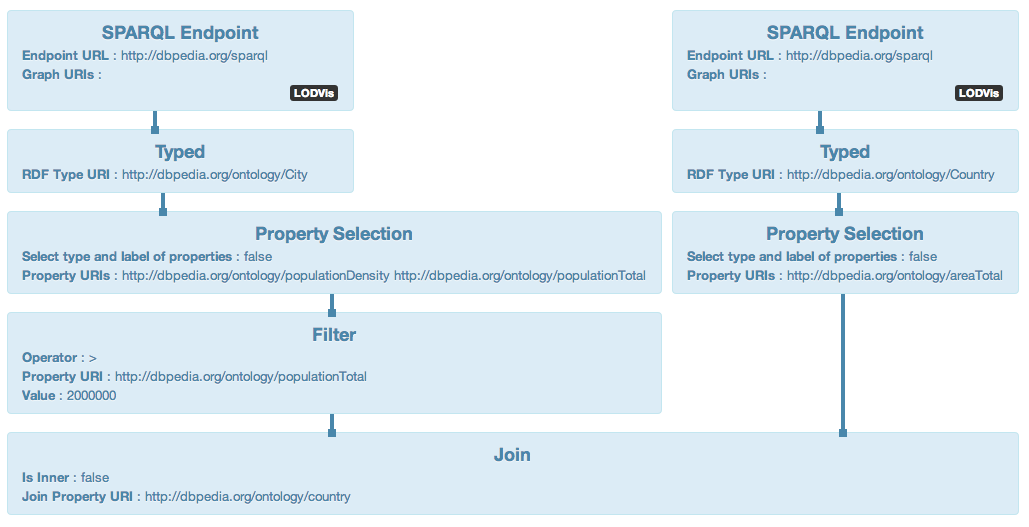 SPARQL Endpoint
Endpoint URL : http://dbpedia.org/sparql
Graph URIs :
LODVis
SPARQL Endpoint
Endpoint URL : http://dbpedia.org/sparql
Graph URIs :
LODVis
Typed
RDF Type URI : http://dbpedia.org/ontology/City
Typed
RDF Type URI : http://dbpedia.org/ontology/Country
Property Selection
Select type and label of properties : false
Property URIs : http://dbpedia.org/ontology/populationDensity http://dbpedia.org/ontology/populationTotal
Property Selection
Select type and label of properties : false
Property URIs : http://dbpedia.org/ontology/areaTotal
Filter
Operator : >
Property URI : http://dbpedia.org/ontology/populationTotal
Value : 2000000
Join
Is Inner : false
Join Property URI : http://dbpedia.org/ontology/country